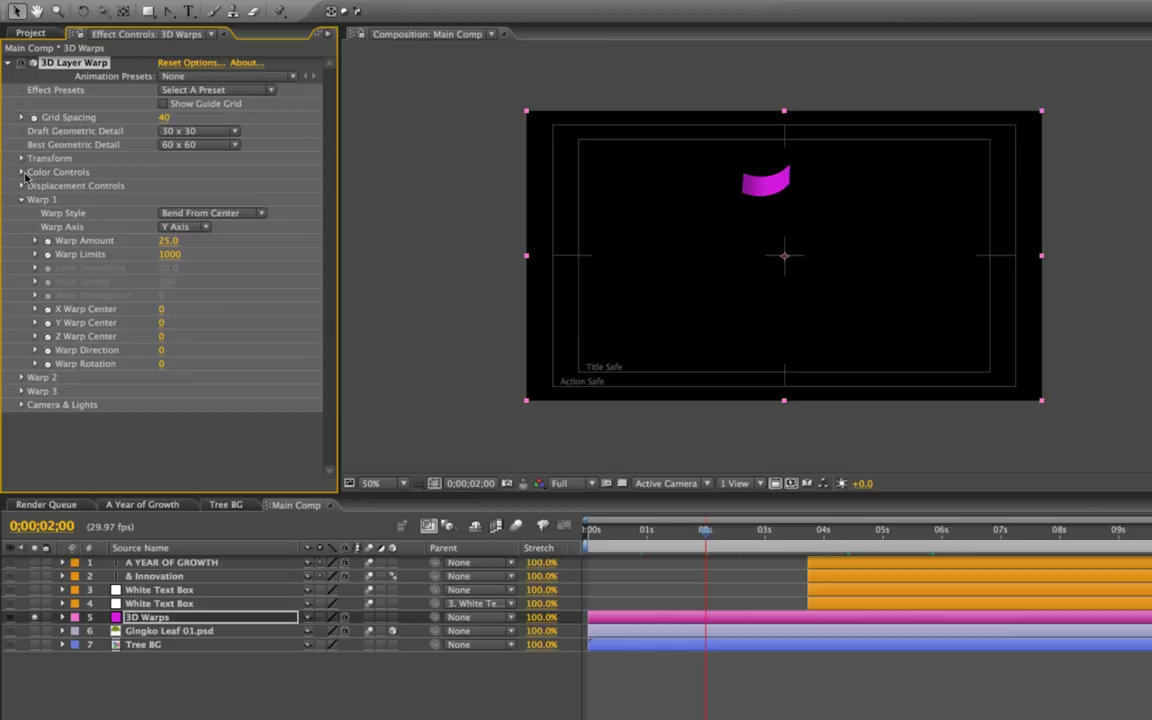 Project
Effect Controls: 3D Warps
Composition: Main Comp
Main Comp * 3D Warps
3D Layer Warp
Reset Options...
About...
Animation Presets: None
Effect Presets
Select A Preset
Show Guide Grid
Grid Spacing
40
Draft Geometric Detail
30 x 30
Best Geometric Detail
60 x 60
Transform
Color Controls
Displacement Controls
Warp 1
Warp Style
Bend From Center
Warp Axis
Y Axis
Warp Amount
25.0
Warp Limits
1000
X Warp Center
0
Y Warp Center
0
Z Warp Center
0
Warp Direction
0
Warp Rotation
0
Warp 2
Warp 3
Camera & Lights
Title Safe
Action Safe
50%
0;00;02;00
Full
Active Camera
1 View
+0.0
Render Queue
A Year of Growth
Tree BG
Main Comp
0;00;02;00
(29.97 fps)
:00s
01s
02s
03s
04s
05s
06s
07s
08s
09s
#
Source Name
Parent
Stretch
1
A YEAR OF GROWTH
None
100.0%
2
& Innovation
None
100.0%
3
White Text Box
None
100.0%
4
White Text Box
3. White Te...
100.0%
5
3D Warps
None
100.0%
6
Gingko Leaf 01.psd
None
100.0%
7
Tree BG
None
100.0%